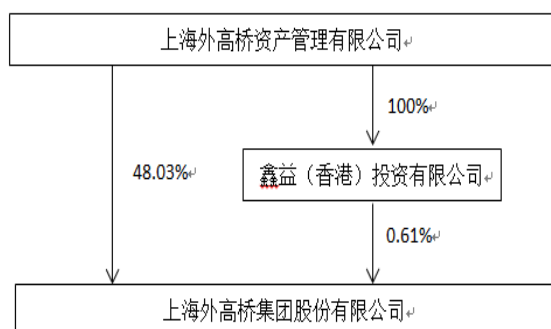 上海外高桥资产管理有限公司
100%
48.03%
鑫益（香港）投资有限公司
0.61%
上海外高桥集团股份有限公司